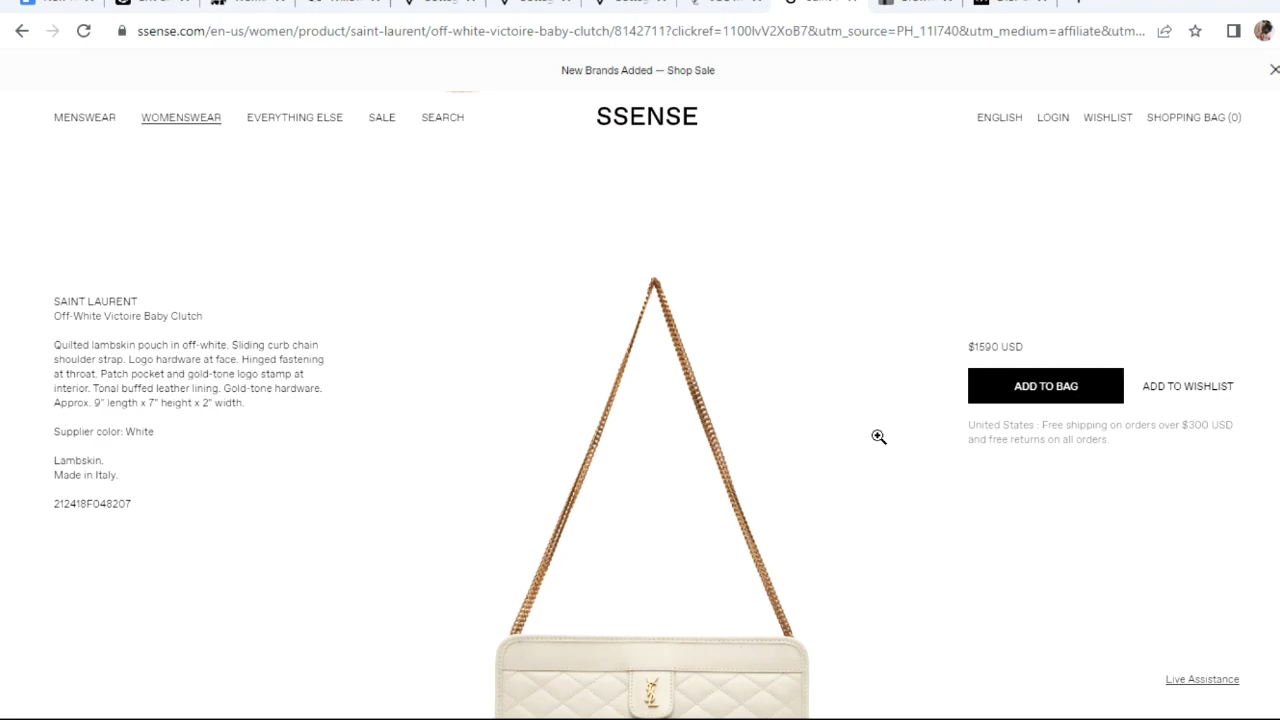 ssense.com/en-us/women/product/saint-laurent/off-white-victoire-baby-clutch/8142711?clickref=1100lvV2XoB7&utm_source=PH_11l740&utm_medium=affiliate&utm...
New Brands Added — Shop Sale
MENSWEAR WOMENSWEAR EVERYTHING ELSE SALE SEARCH SSENSE ENGLISH LOGIN WISHLIST SHOPPING BAG (0)
SAINT LAURENT
Off-White Victoire Baby Clutch
Quilted lambskin pouch in off-white. Sliding curb chain
shoulder strap. Logo hardware at face. Hinged fastening
at throat. Patch pocket and gold-tone logo stamp at
interior. Tonal buffed leather lining. Gold-tone hardware.
Approx. 9" length x 7" height x 2" width.
Supplier color: White
Lambskin.
Made in Italy.
212418F048207
$1590 USD
ADD TO BAG ADD TO WISHLIST
United States : Free shipping on orders over $300 USD
and free returns on all orders.
YSL
Live Assistance